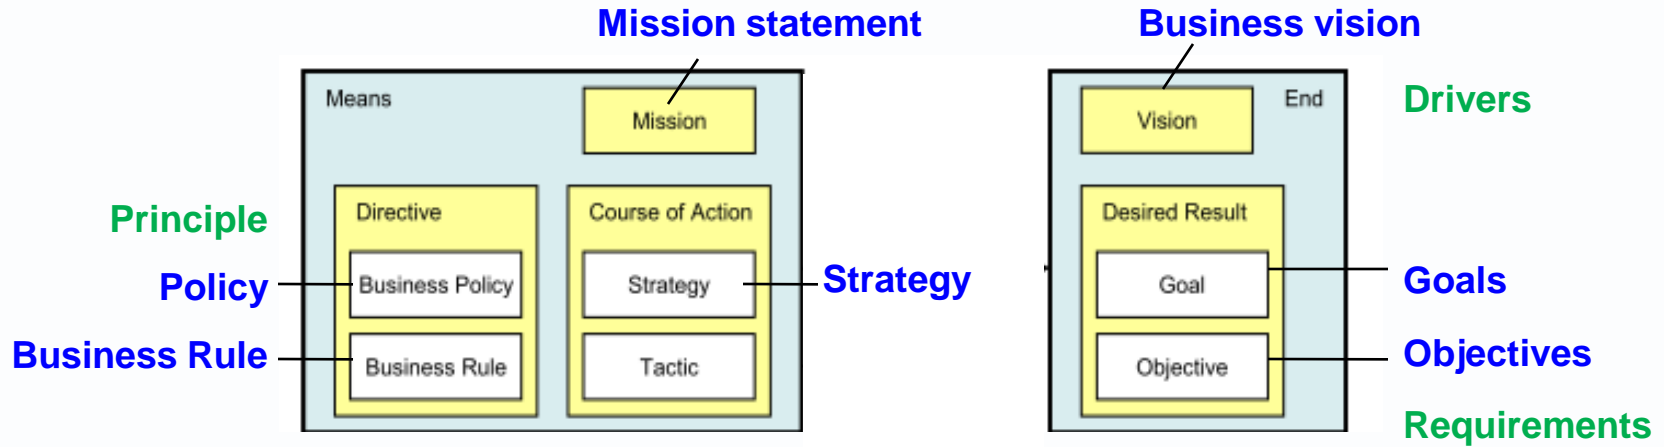 Mission statement
Business vision
Means
Mission
Vision
End
Drivers
Principle
Directive
Course of Action
Desired Result
Policy
Business Policy
Strategy
Strategy
Goal
Goals
Business Rule
Business Rule
Tactic
Objective
Objectives
Requirements